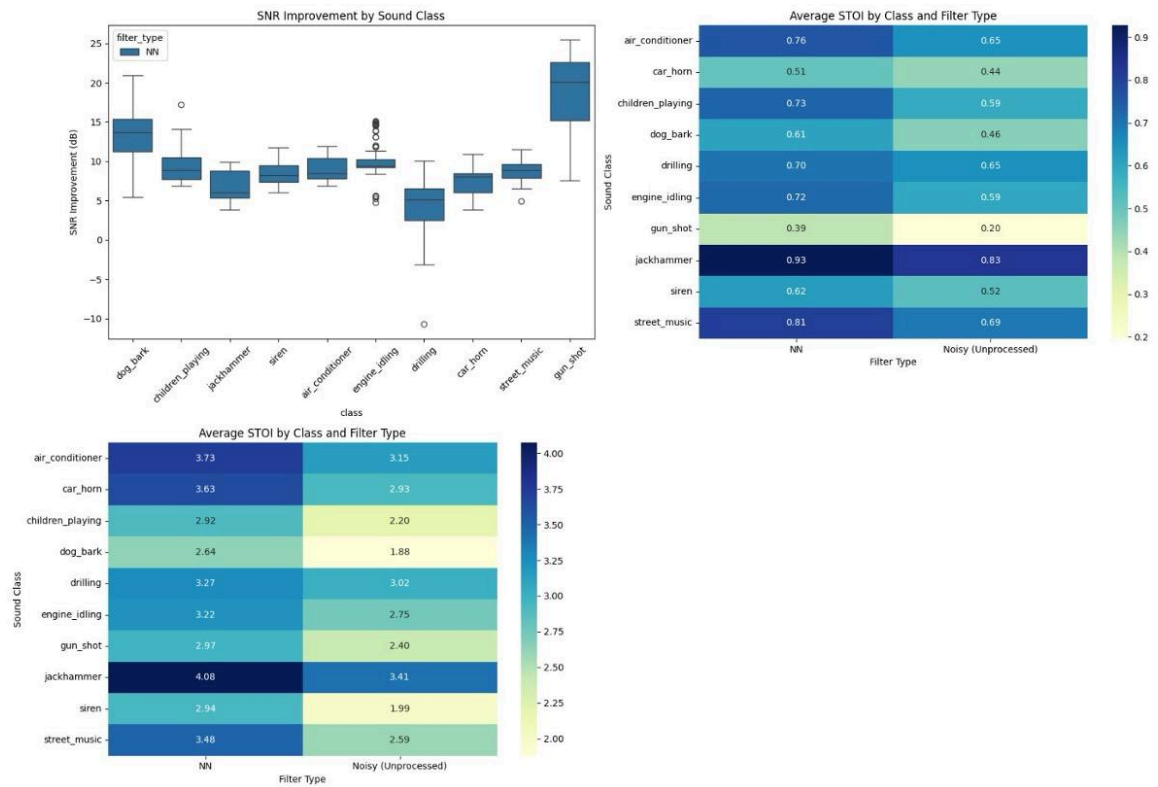 SNR Improvement by Sound Class
filter_type
NN
25
20
15
10
5
0
−5
−10
SNR Improvement (dB)
dog_bark
children_playing
jackhammer
siren
air_conditioner
engine_idling
drilling
car_horn
street_music
gun_shot
class
Average STOI by Class and Filter Type
Sound Class
air_conditioner 0.76 0.65
car_horn 0.51 0.44
children_playing 0.73 0.59
dog_bark 0.61 0.46
drilling 0.70 0.65
engine_idling 0.72 0.59
gun_shot 0.39 0.20
jackhammer 0.93 0.83
siren 0.62 0.52
street_music 0.81 0.69
NN Noisy (Unprocessed)
Filter Type
0.9
0.8
0.7
0.6
0.5
0.4
0.3
0.2
Average STOI by Class and Filter Type
Sound Class
air_conditioner 3.73 3.15
car_horn 3.63 2.93
children_playing 2.92 2.20
dog_bark 2.64 1.88
drilling 3.27 3.02
engine_idling 3.22 2.75
gun_shot 2.97 2.40
jackhammer 4.08 3.41
siren 2.94 1.99
street_music 3.48 2.59
NN Noisy (Unprocessed)
Filter Type
4.00
3.75
3.50
3.25
3.00
2.75
2.50
2.25
2.00